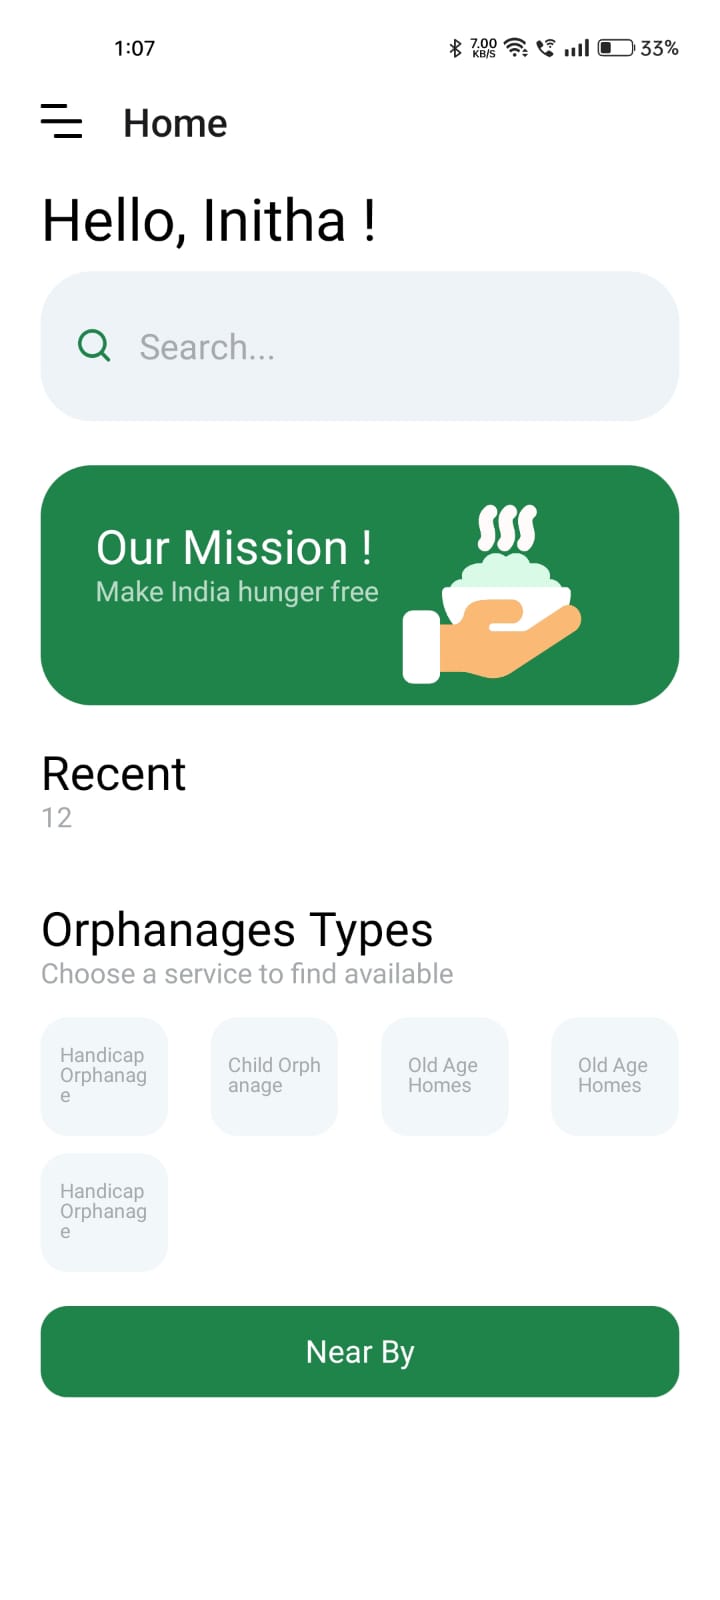 1:07
7.00
KB/S
33%
Home
Hello, Initha !
Search...
Our Mission !
Make India hunger free
Recent
12
Orphanages Types
Choose a service to find available
Handicap
Orphanag
e
Child Orph
anage
Old Age
Homes
Old Age
Homes
Handicap
Orphanag
e
Near By